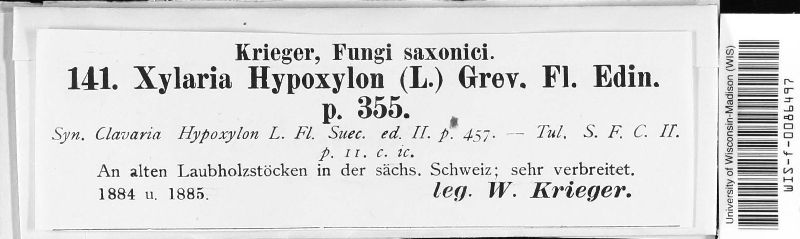 Krieger, Fungi saxonici.
141. Xylaria Hypoxylon (L.) Grev. Fl. Edin.
p. 355.
Syn. Clavaria Hypoxylon L. Fl. Suec. ed. II. p. 457. — Tul. S. F. C. II.
p. 11. c. ic.
An alten Laubholzstöcken in der sächs. Schweiz; sehr verbreitet.
1884 u. 1885. leg. W. Krieger.
University of Wisconsin-Madison (WIS)
WIS-f-0086497